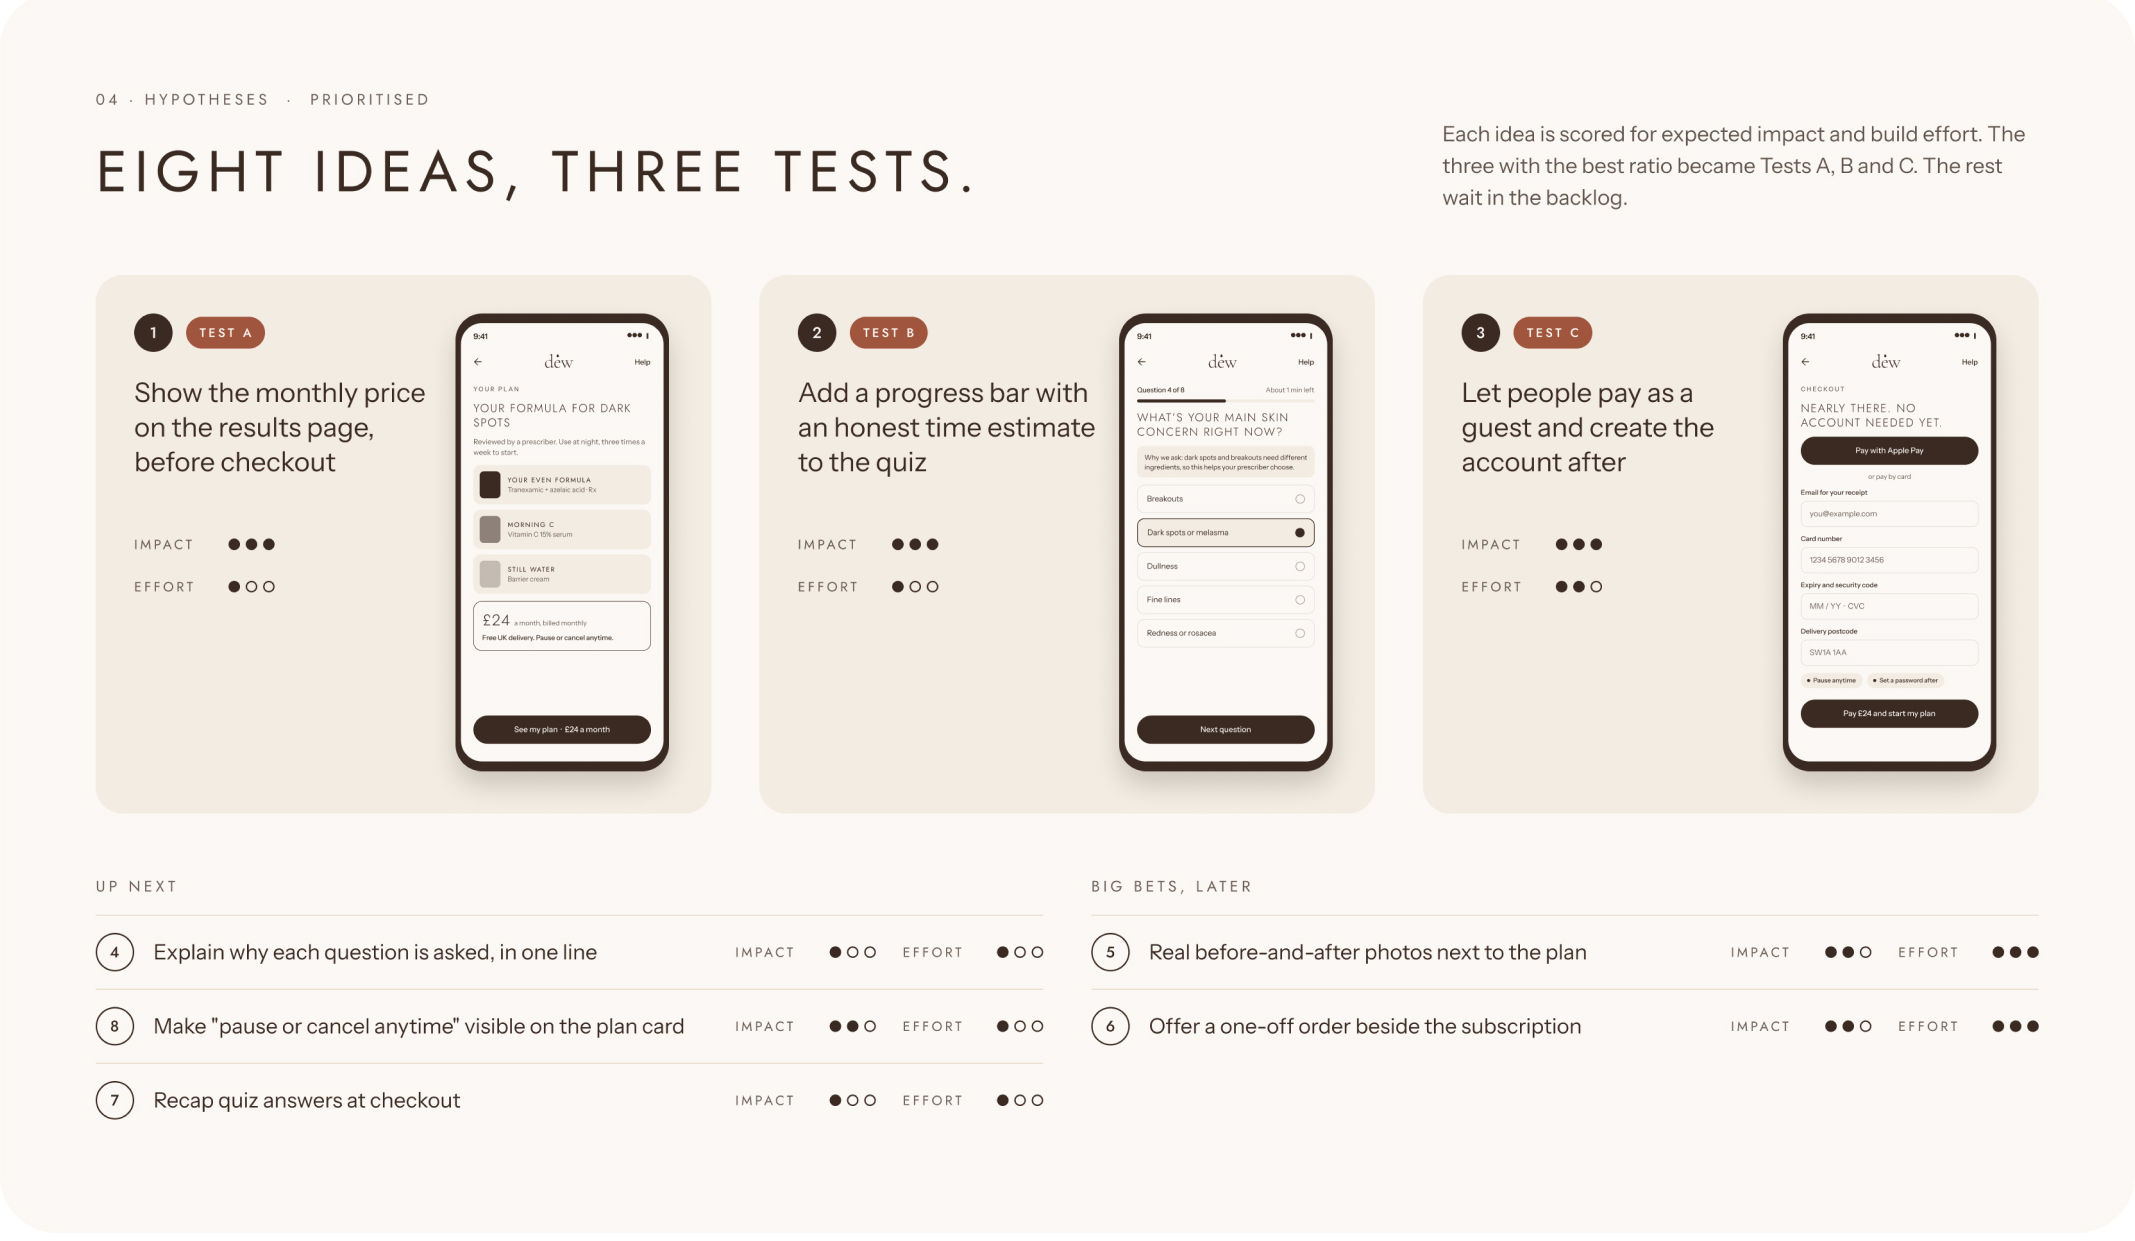 04 · HYPOTHESES · PRIORITISED
EIGHT IDEAS, THREE TESTS.
Each idea is scored for expected impact and build effort. The
three with the best ratio became Tests A, B and C. The rest
wait in the backlog.
1 TEST A
Show the monthly price
on the results page,
before checkout
IMPACT
EFFORT
9:41
← dew Help
YOUR PLAN
YOUR FORMULA FOR DARK
SPOTS
Reviewed by a prescriber. Use at night, three times a
week to start.
YOUR EVEN FORMULA
Tranexamic + azelaic acid · Rx
MORNING C
Vitamin C 15% serum
STILL WATER
Barrier cream
£24 a month, billed monthly
Free UK delivery. Pause or cancel anytime.
See my plan · £24 a month
2 TEST B
Add a progress bar with
an honest time estimate
to the quiz
IMPACT
EFFORT
9:41
← dew Help
Question 4 of 8 About 1 min left
WHAT'S YOUR MAIN SKIN
CONCERN RIGHT NOW?
Why we ask: dark spots and breakouts need different
ingredients, so this helps your prescriber choose.
Breakouts
Dark spots or melasma
Dullness
Fine lines
Redness or rosacea
Next question
3 TEST C
Let people pay as a
guest and create the
account after
IMPACT
EFFORT
9:41
← dew Help
CHECKOUT
NEARLY THERE. NO
ACCOUNT NEEDED YET.
Pay with Apple Pay
or pay by card
Email for your receipt
you@example.com
Card number
1234 5678 9012 3456
Expiry and security code
MM / YY · CVC
Delivery postcode
SW1A 1AA
Pause anytime Set a password after
Pay £24 and start my plan
UP NEXT
4 Explain why each question is asked, in one line IMPACT EFFORT
8 Make "pause or cancel anytime" visible on the plan card IMPACT EFFORT
7 Recap quiz answers at checkout IMPACT EFFORT
BIG BETS, LATER
5 Real before-and-after photos next to the plan IMPACT EFFORT
6 Offer a one-off order beside the subscription IMPACT EFFORT